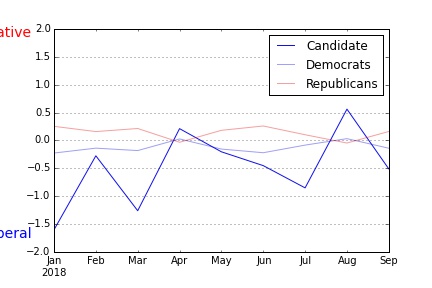 ative
2.0
1.5
1.0
0.5
0.0
−0.5
−1.0
−1.5
−2.0
beral
Candidate
Democrats
Republicans
Jan Feb Mar Apr May Jun Jul Aug Sep
2018